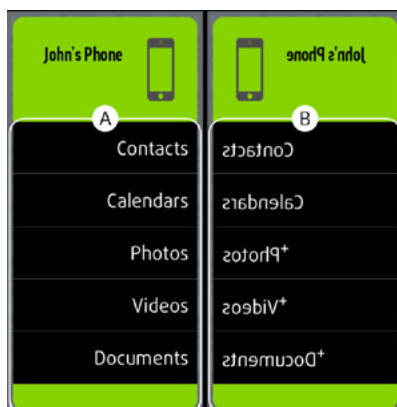 John's Phone
A
Contacts
Calendars
Photos
Videos
Documents
John's Phone
B
Contacts
Calendars
+Photos
+Videos
+Documents